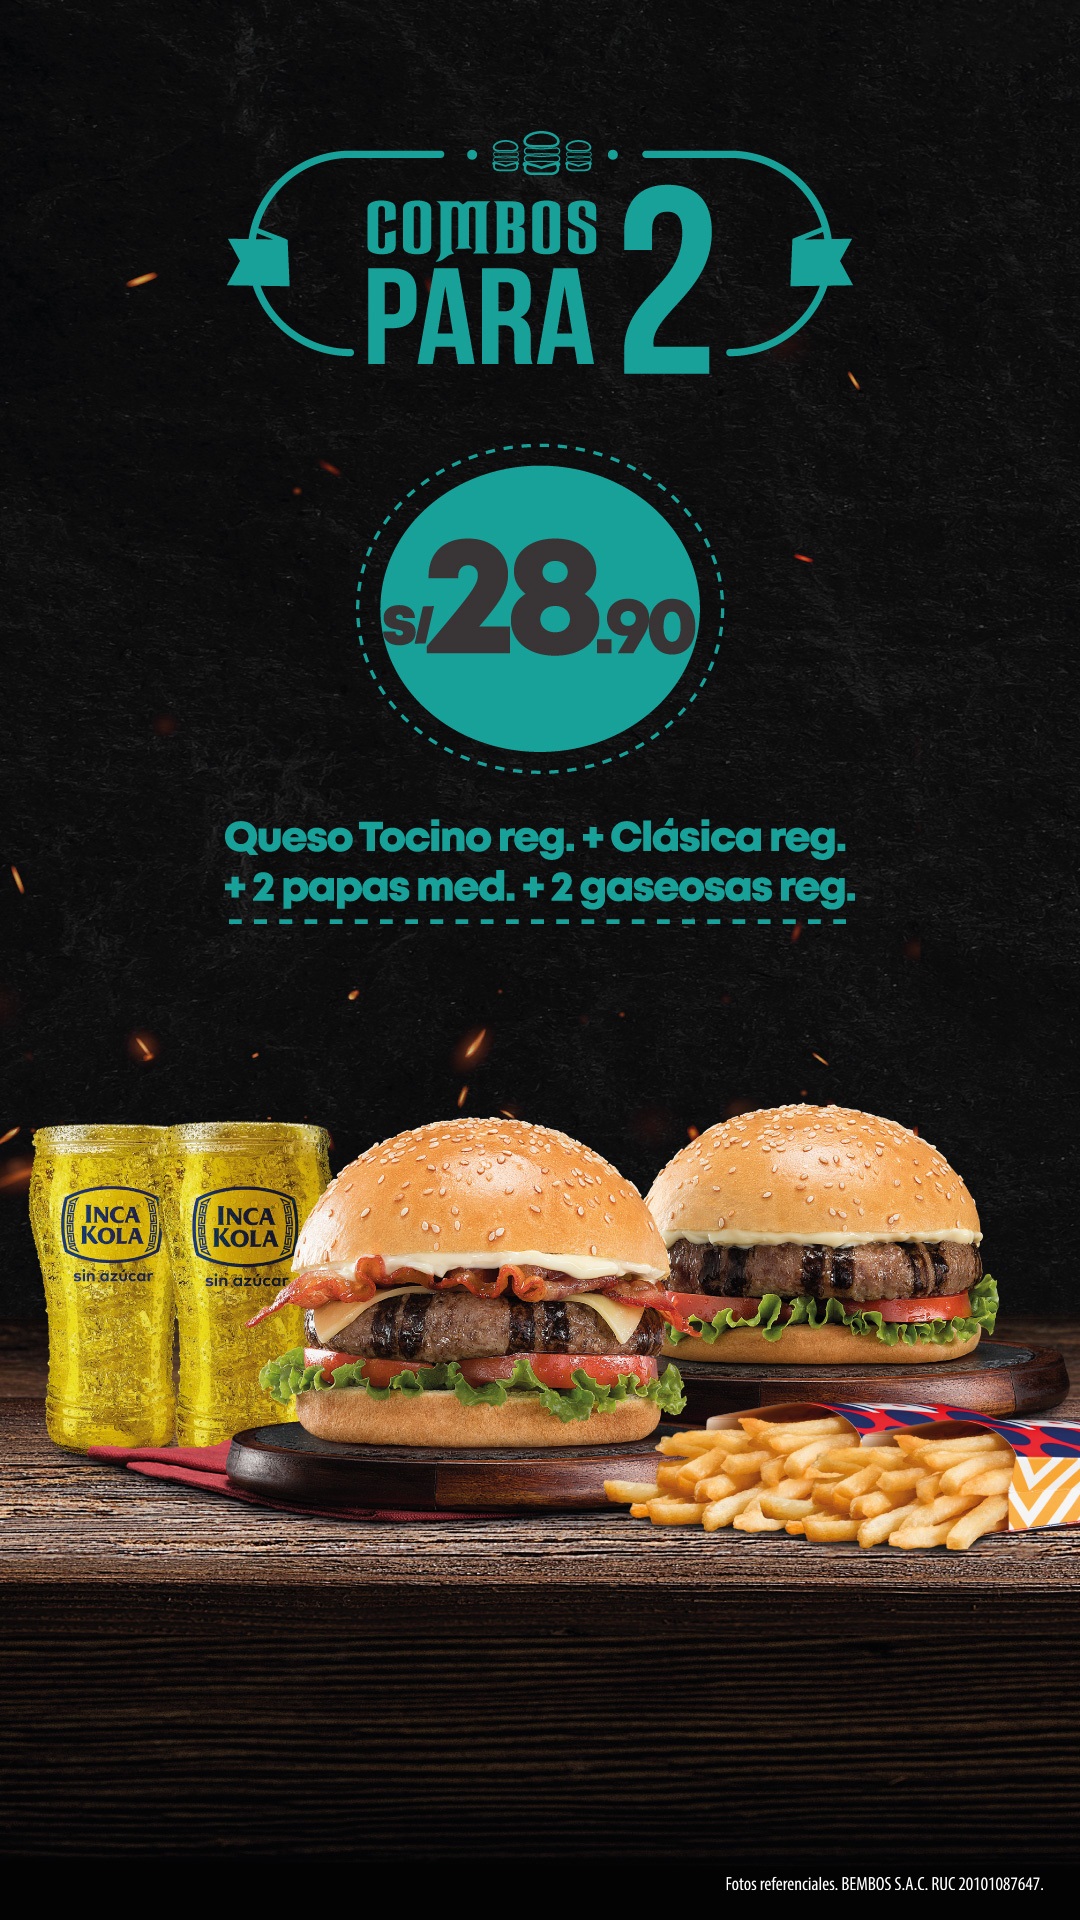 COMBOS
PARA 2
S/28.90
Queso Tocino reg. + Clásica reg.
+ 2 papas med. + 2 gaseosas reg.
INCA
KOLA
sin azúcar
INCA
KOLA
sin azúcar
Fotos referenciales. BEMBOS S.A.C. RUC 20101087647.